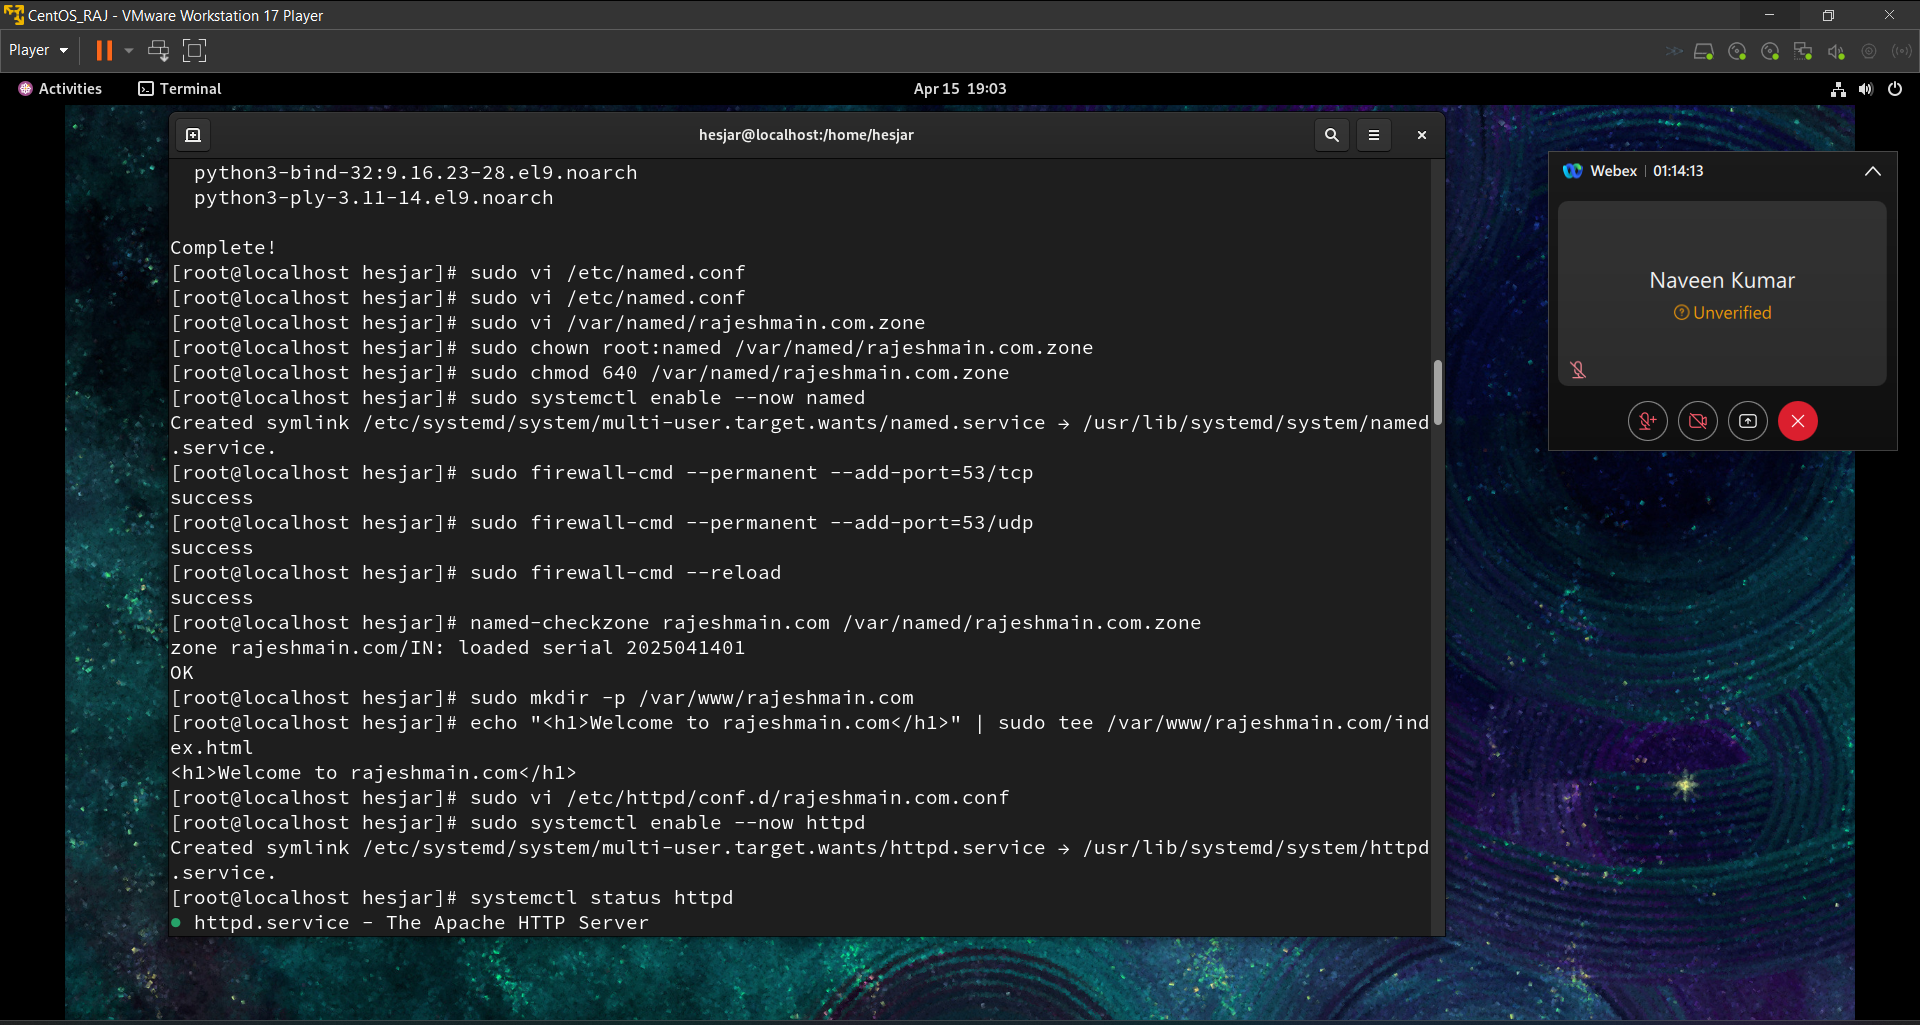 CentOS_RAJ - VMware Workstation 17 Player
Player
Activities
Terminal
Apr 15 19:03
hesjar@localhost:/home/hesjar
python3-bind-32:9.16.23-28.el9.noarch
python3-ply-3.11-14.el9.noarch
Complete!
[root@localhost hesjar]# sudo vi /etc/named.conf
[root@localhost hesjar]# sudo vi /etc/named.conf
[root@localhost hesjar]# sudo vi /var/named/rajeshmain.com.zone
[root@localhost hesjar]# sudo chown root:named /var/named/rajeshmain.com.zone
[root@localhost hesjar]# sudo chmod 640 /var/named/rajeshmain.com.zone
[root@localhost hesjar]# sudo systemctl enable --now named
Created symlink /etc/systemd/system/multi-user.target.wants/named.service → /usr/lib/systemd/system/named
.service.
[root@localhost hesjar]# sudo firewall-cmd --permanent --add-port=53/tcp
success
[root@localhost hesjar]# sudo firewall-cmd --permanent --add-port=53/udp
success
[root@localhost hesjar]# sudo firewall-cmd --reload
success
[root@localhost hesjar]# named-checkzone rajeshmain.com /var/named/rajeshmain.com.zone
zone rajeshmain.com/IN: loaded serial 2025041401
OK
[root@localhost hesjar]# sudo mkdir -p /var/www/rajeshmain.com
[root@localhost hesjar]# echo "<h1>Welcome to rajeshmain.com</h1>" | sudo tee /var/www/rajeshmain.com/ind
ex.html
<h1>Welcome to rajeshmain.com</h1>
[root@localhost hesjar]# sudo vi /etc/httpd/conf.d/rajeshmain.com.conf
[root@localhost hesjar]# sudo systemctl enable --now httpd
Created symlink /etc/systemd/system/multi-user.target.wants/httpd.service → /usr/lib/systemd/system/httpd
.service.
[root@localhost hesjar]# systemctl status httpd
● httpd.service - The Apache HTTP Server
Webex | 01:14:13
Naveen Kumar
Unverified